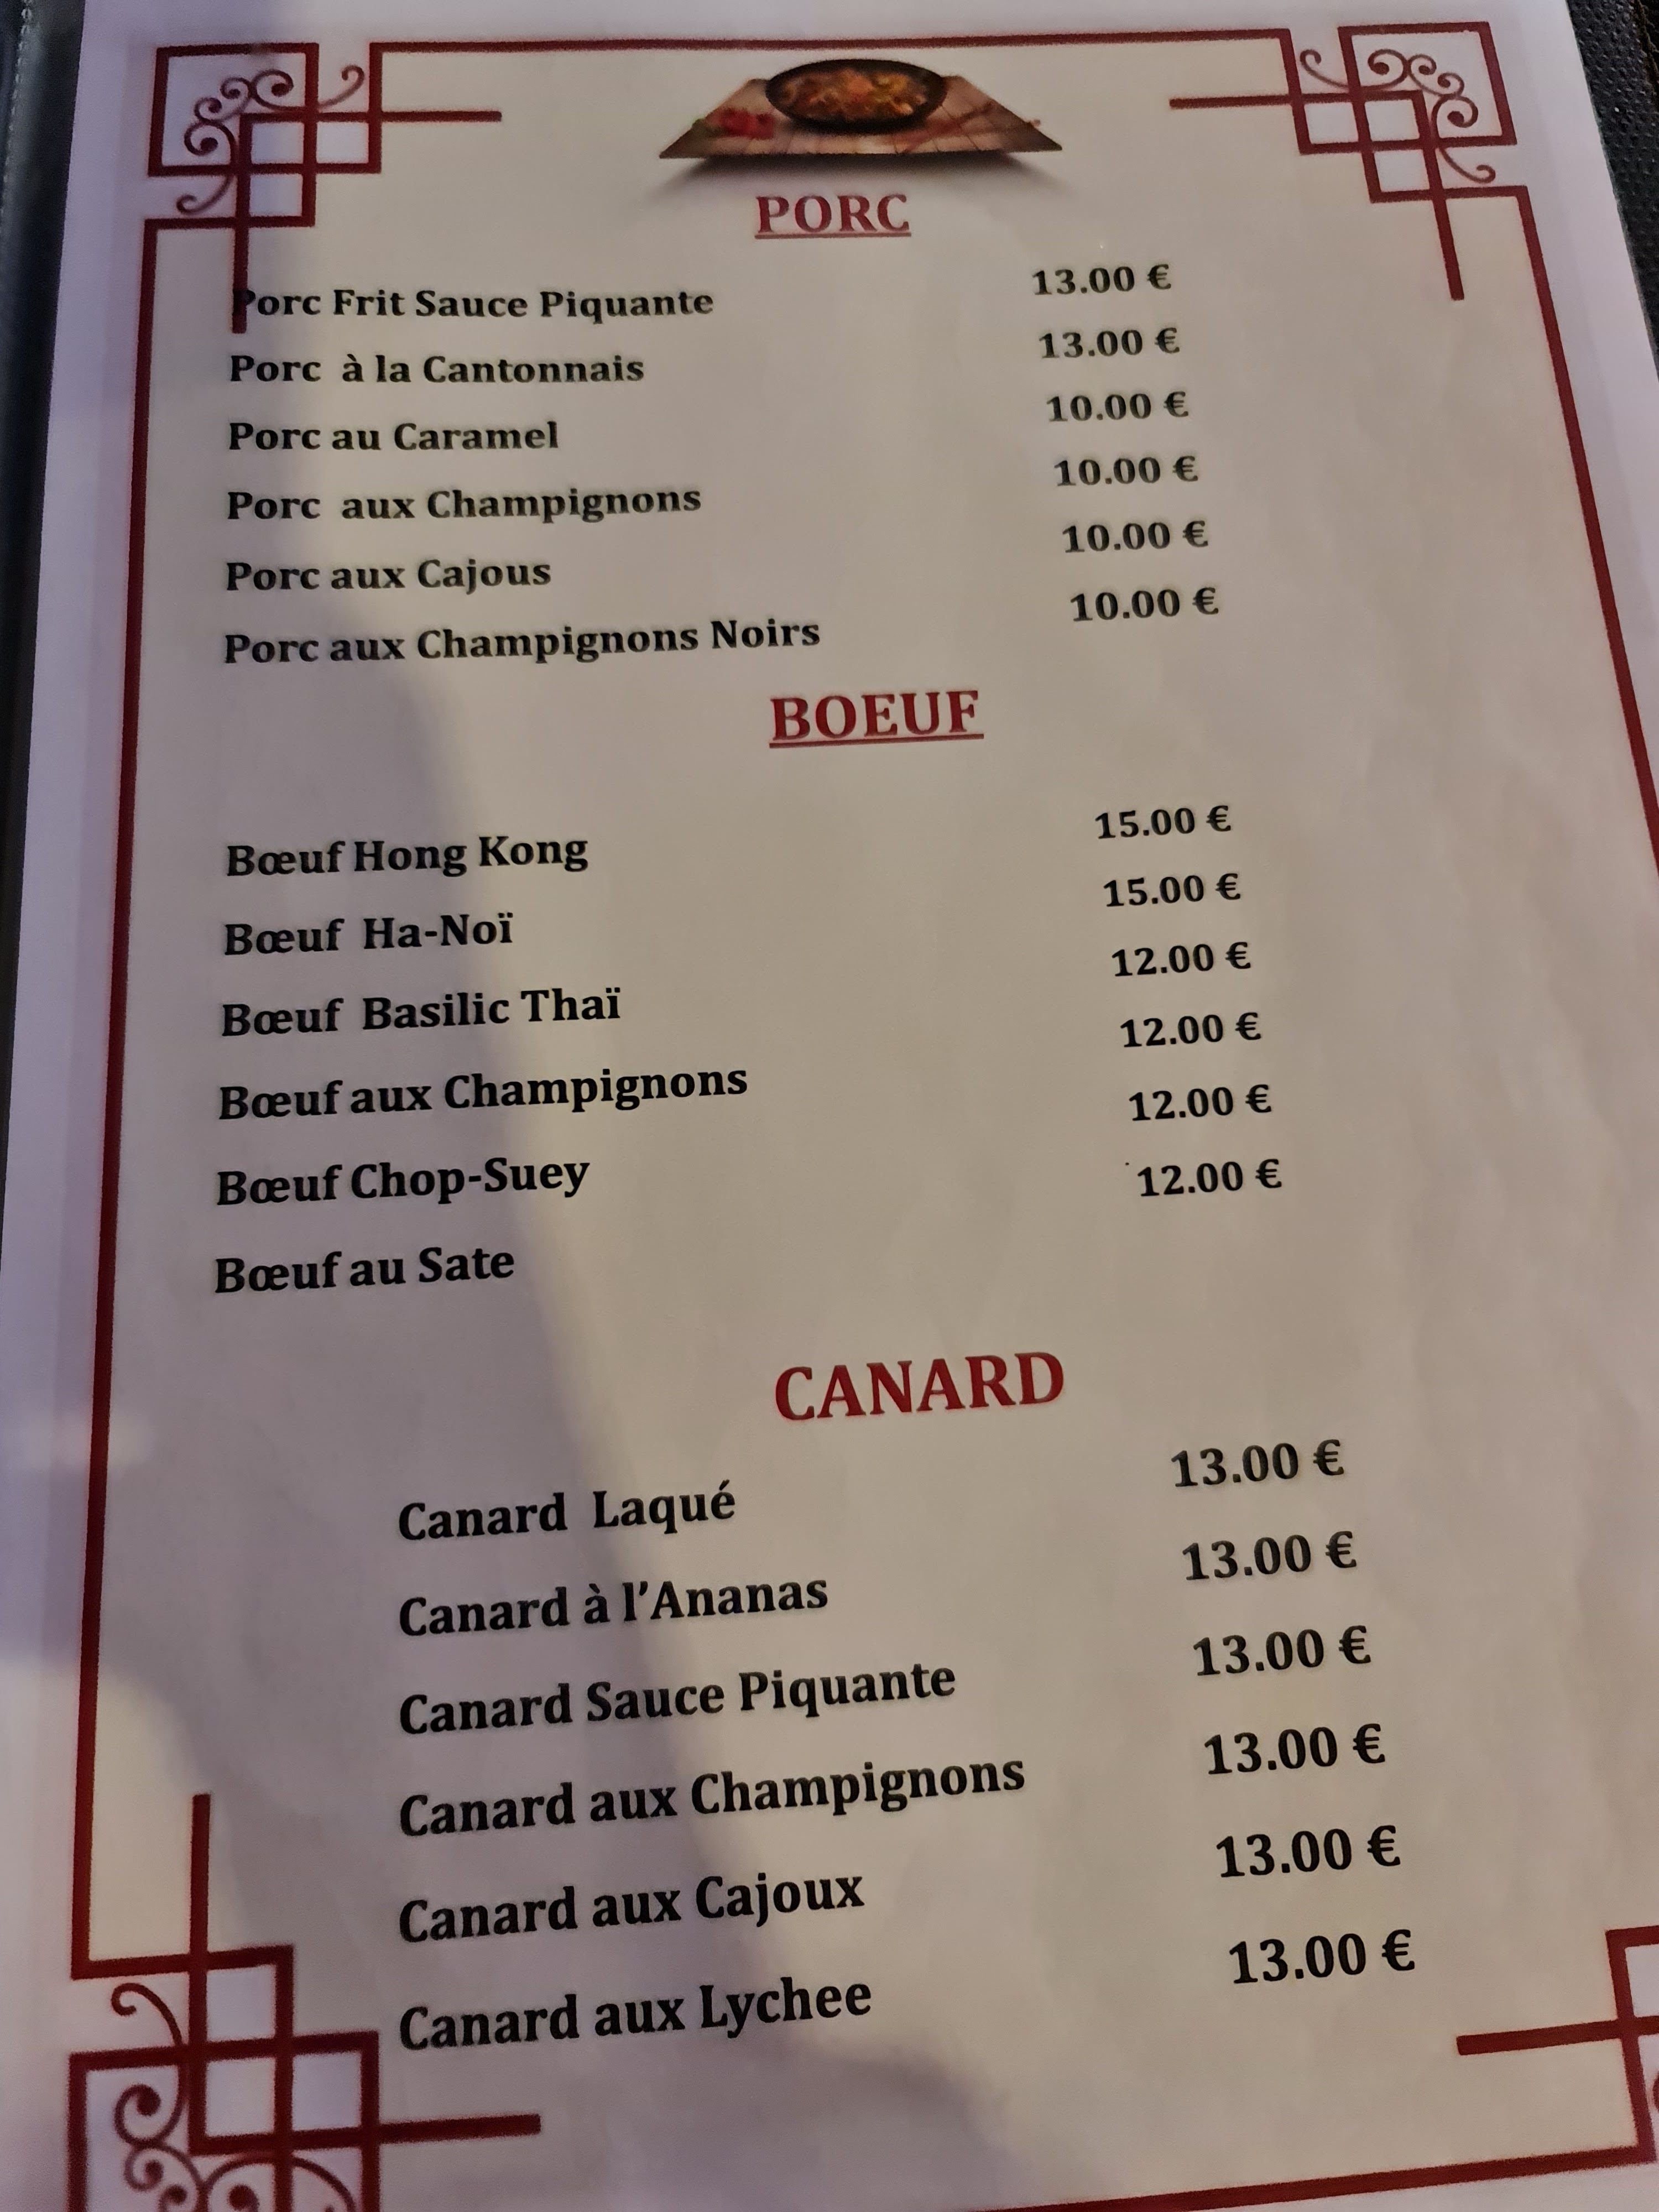 PORC
Porc Frit Sauce Piquante 13.00 €
Porc à la Cantonnais 13.00 €
Porc au Caramel 10.00 €
Porc aux Champignons 10.00 €
Porc aux Cajous 10.00 €
Porc aux Champignons Noirs 10.00 €
BOEUF
Bœuf Hong Kong 15.00 €
Bœuf Ha-Noï 15.00 €
Bœuf Basilic Thaï 12.00 €
Bœuf aux Champignons 12.00 €
Bœuf Chop-Suey 12.00 €
Bœuf au Sate 12.00 €
CANARD
Canard Laqué 13.00 €
Canard à l'Ananas 13.00 €
Canard Sauce Piquante 13.00 €
Canard aux Champignons 13.00 €
Canard aux Cajoux 13.00 €
Canard aux Lychee 13.00 €